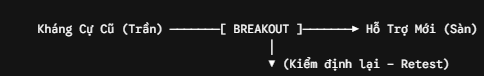 Kháng Cự Cũ (Trần) ───────[ BREAKOUT ]───────► Hỗ Trợ Mới (Sàn)
│
▼ (Kiểm định lại – Retest)